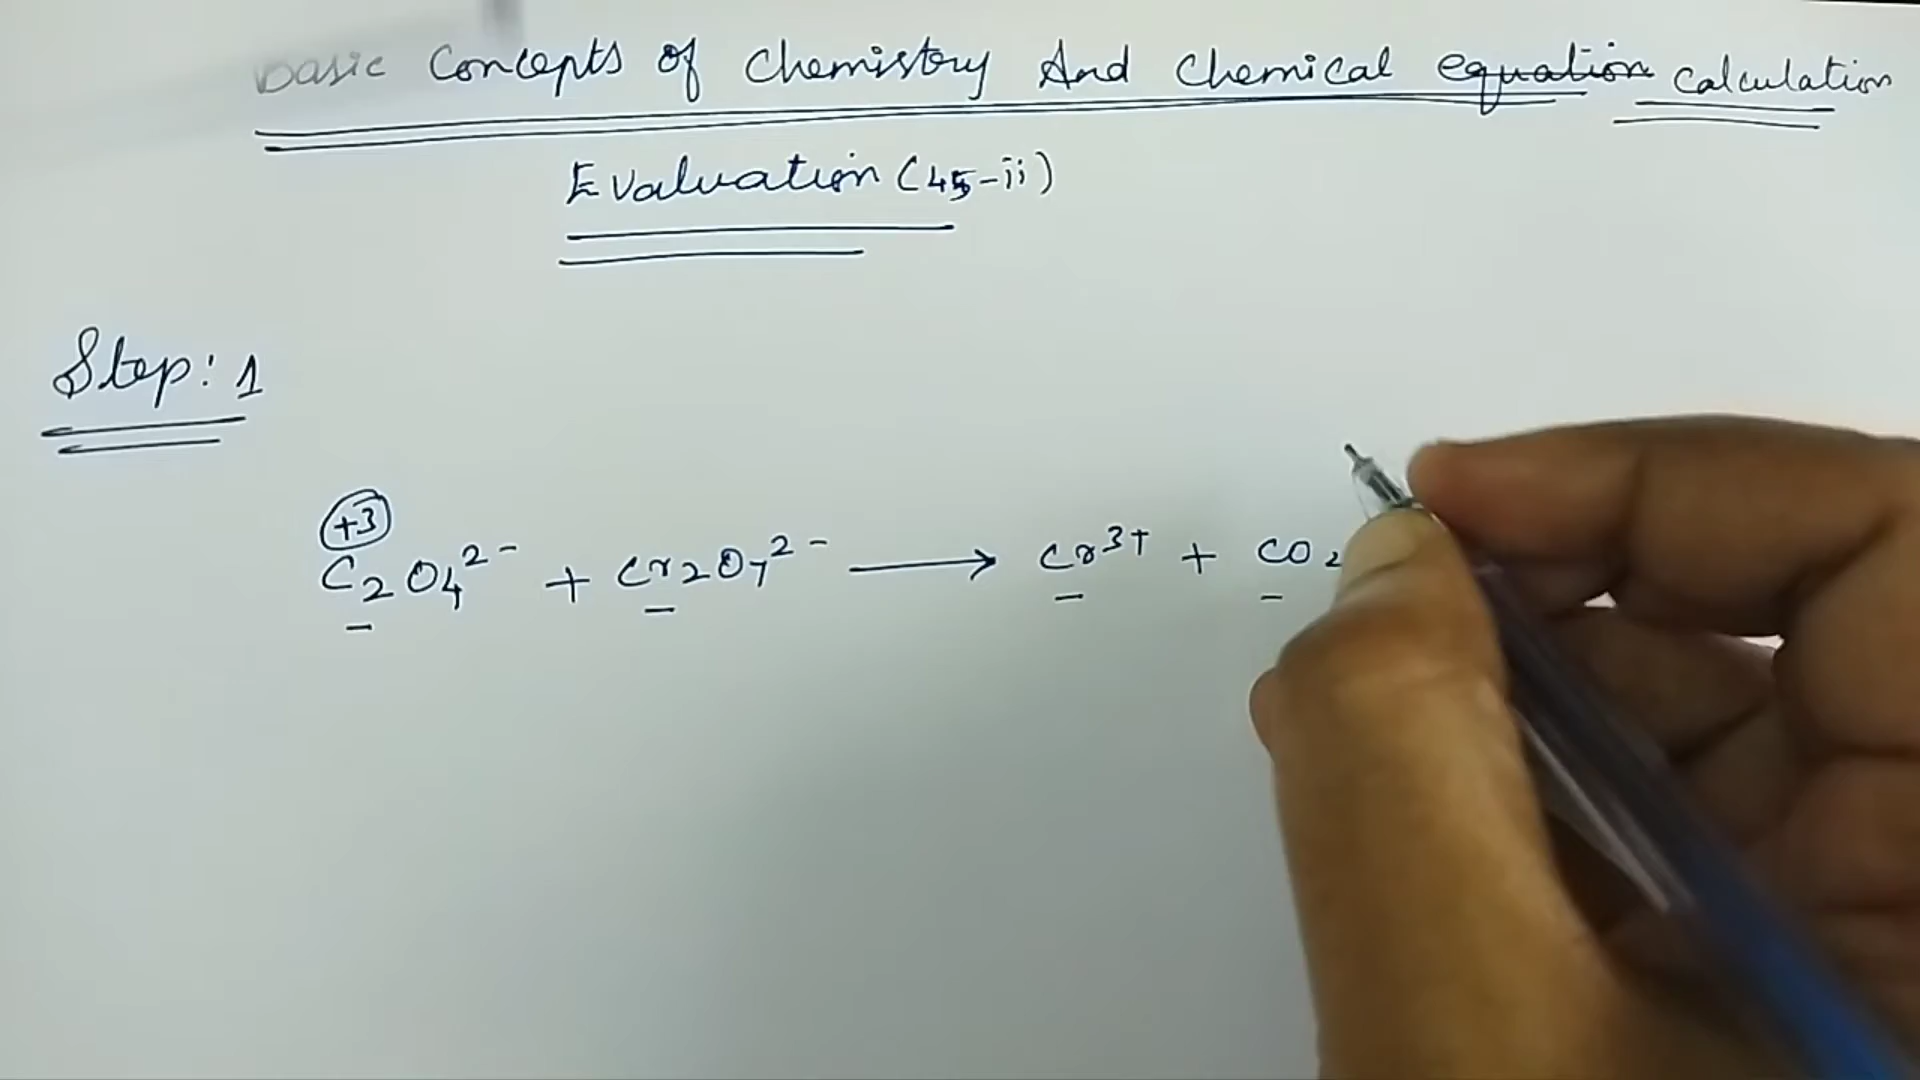 Basic Concepts of Chemistry And Chemical equation calculation
Evaluation (45-ii)
Step: 1
+3
C₂O₄²⁻ + Cr₂O₇²⁻ ⟶ Cr³⁺ + CO₂